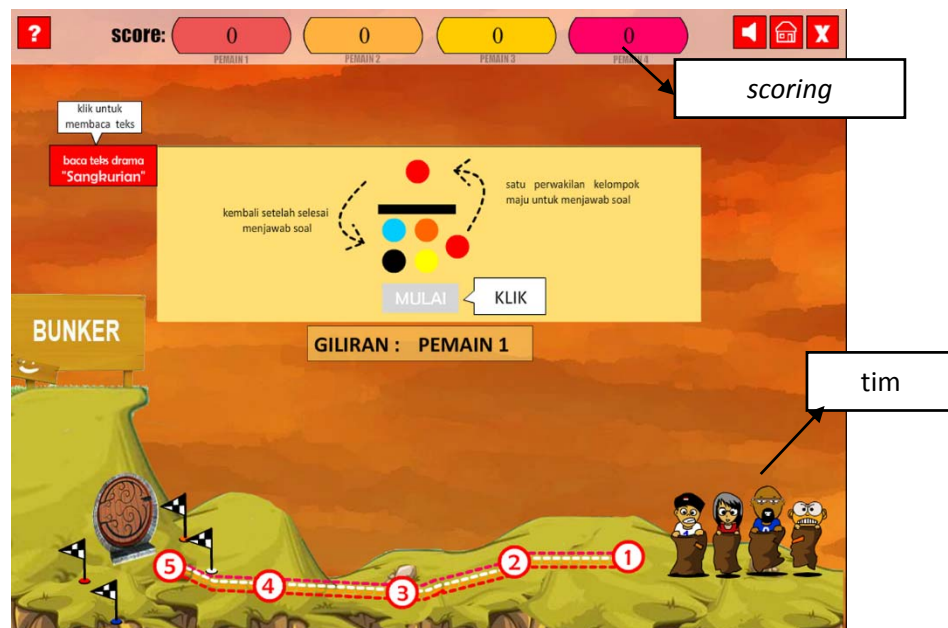 ?
score:
0
0
0
0
X
PEMAIN 1
PEMAIN 2
PEMAIN 3
PEMAIN 4
scoring
klik untuk
membaca teks
baca teks drama
"Sangkurian"
satu perwakilan kelompok
maju untuk menjawab soal
kembali setelah selesai
menjawab soal
MULAI
KLIK
BUNKER
GILIRAN : PEMAIN 1
tim
1
2
3
4
5